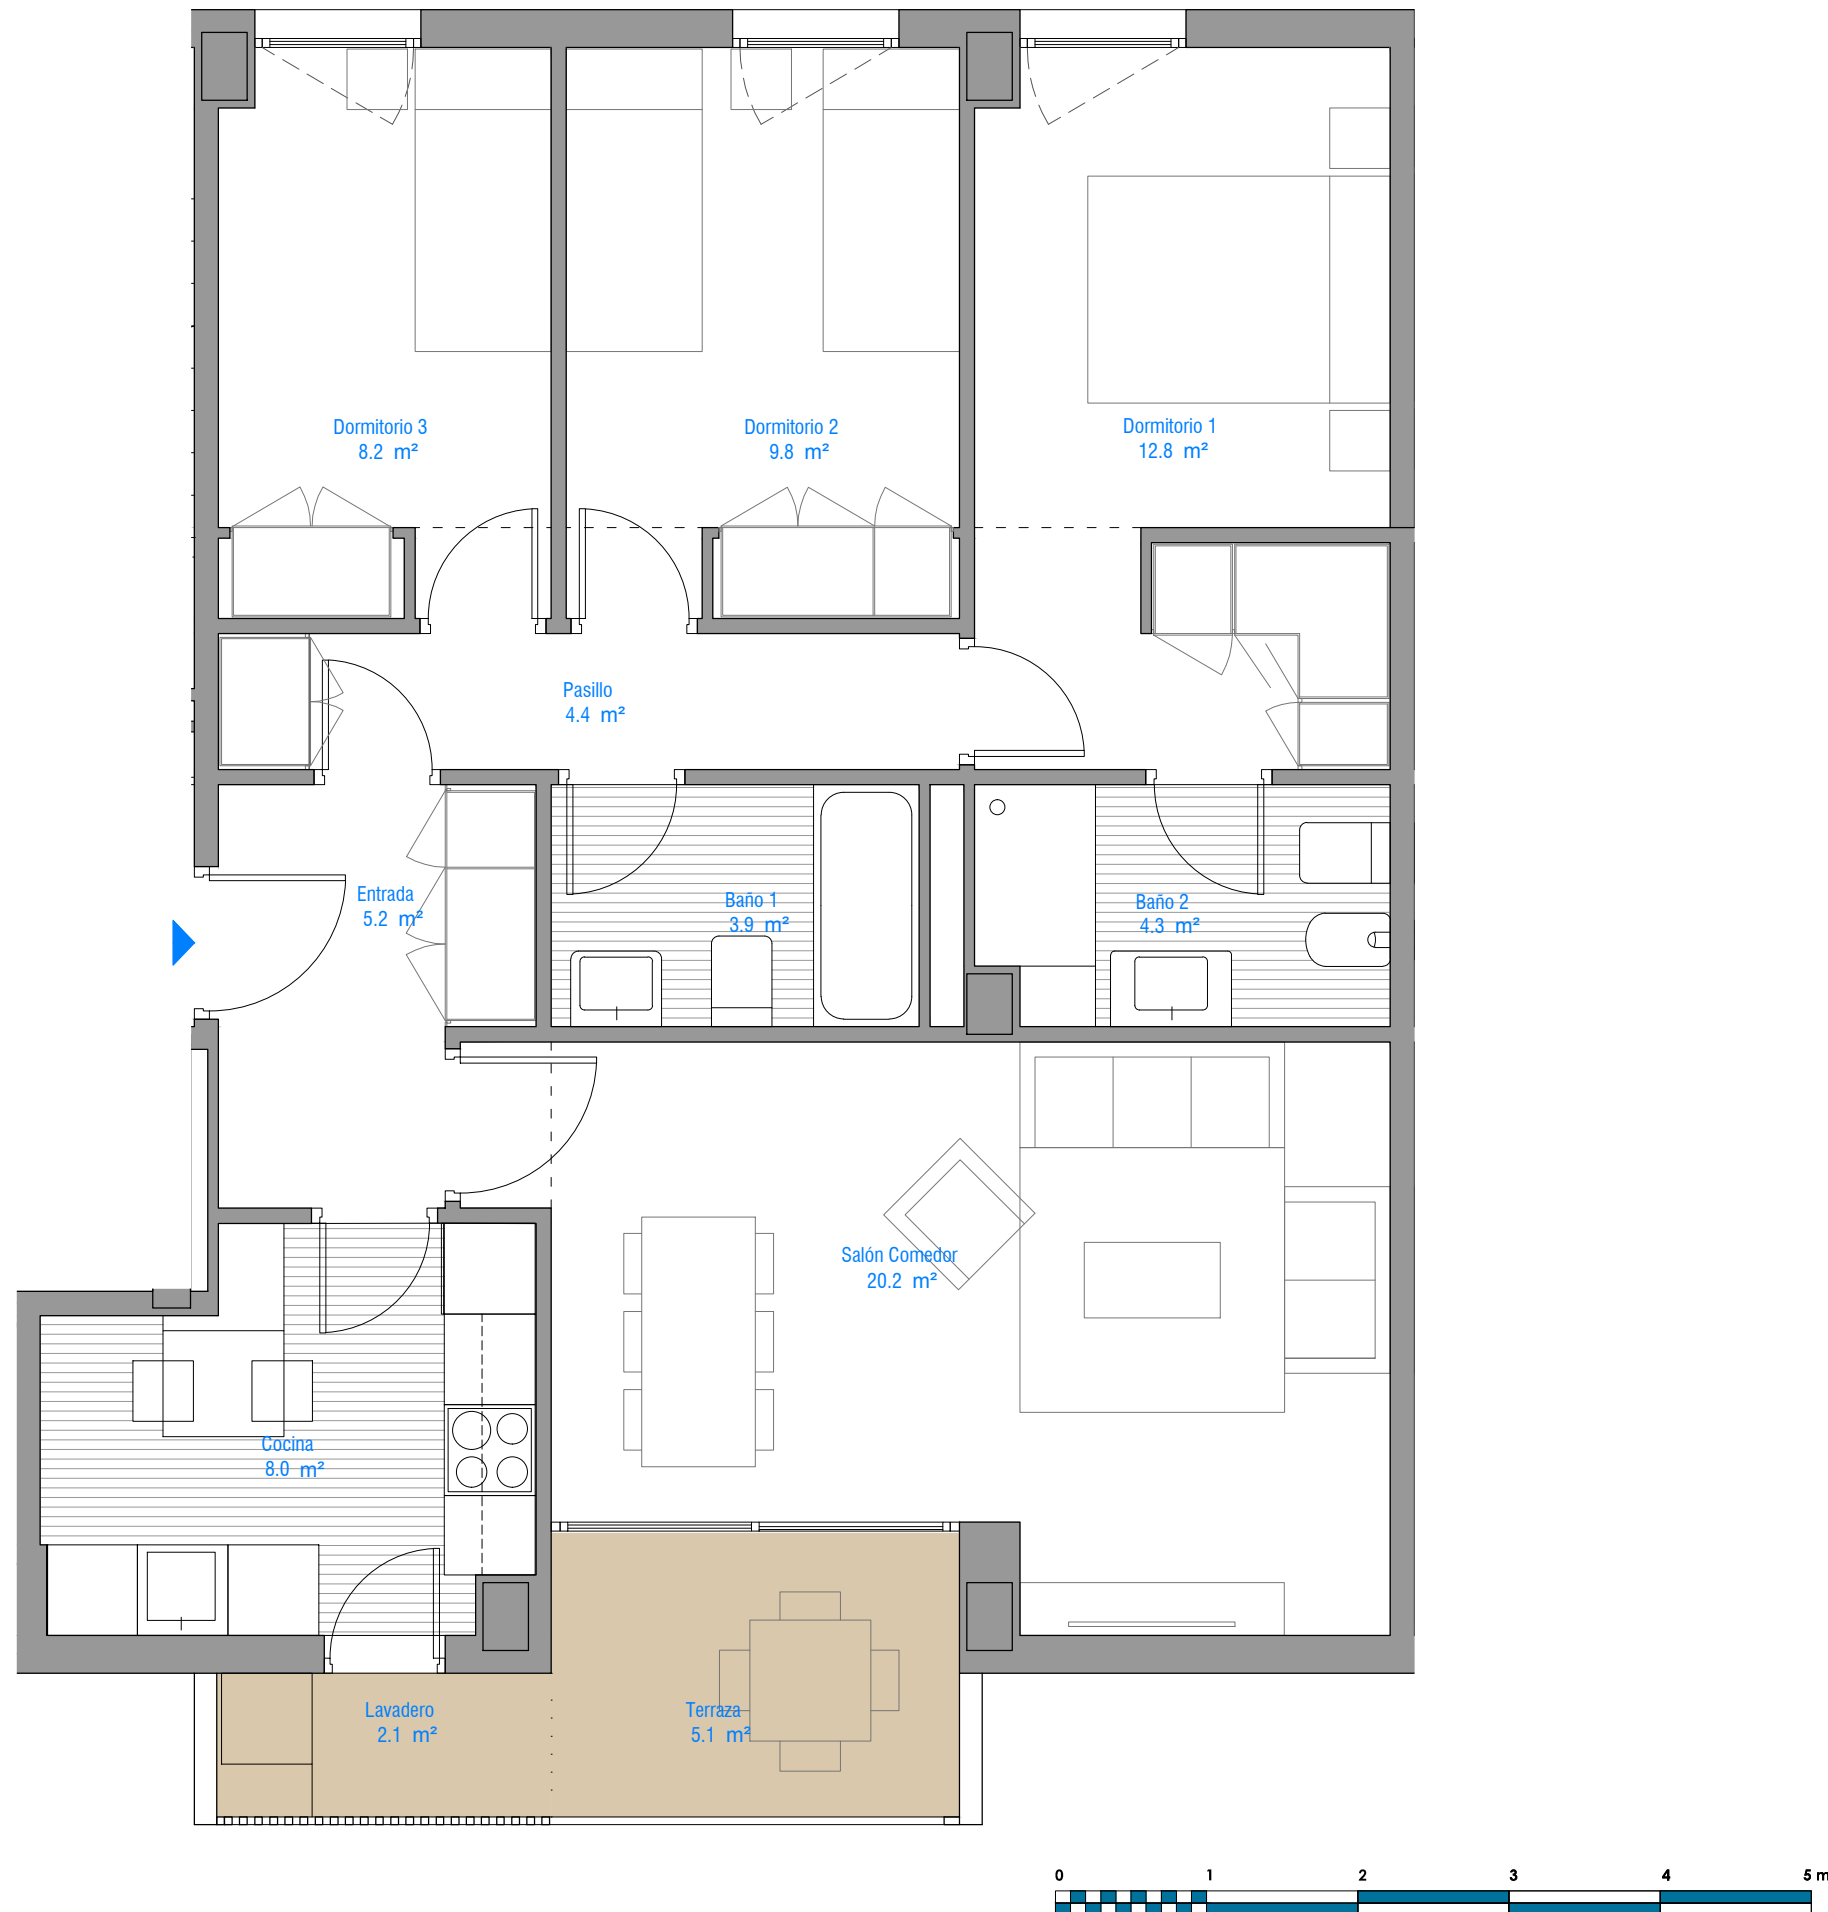 Dormitorio 3
8.2 m²
Dormitorio 2
9.8 m²
Dormitorio 1
12.8 m²
Pasillo
4.4 m²
Entrada
5.2 m²
Baño 1
3.9 m²
Baño 2
4.3 m²
Salón Comedor
20.2 m²
Cocina
8.0 m²
Lavadero
2.1 m²
Terraza
5.1 m²
0 1 2 3 4 5 m